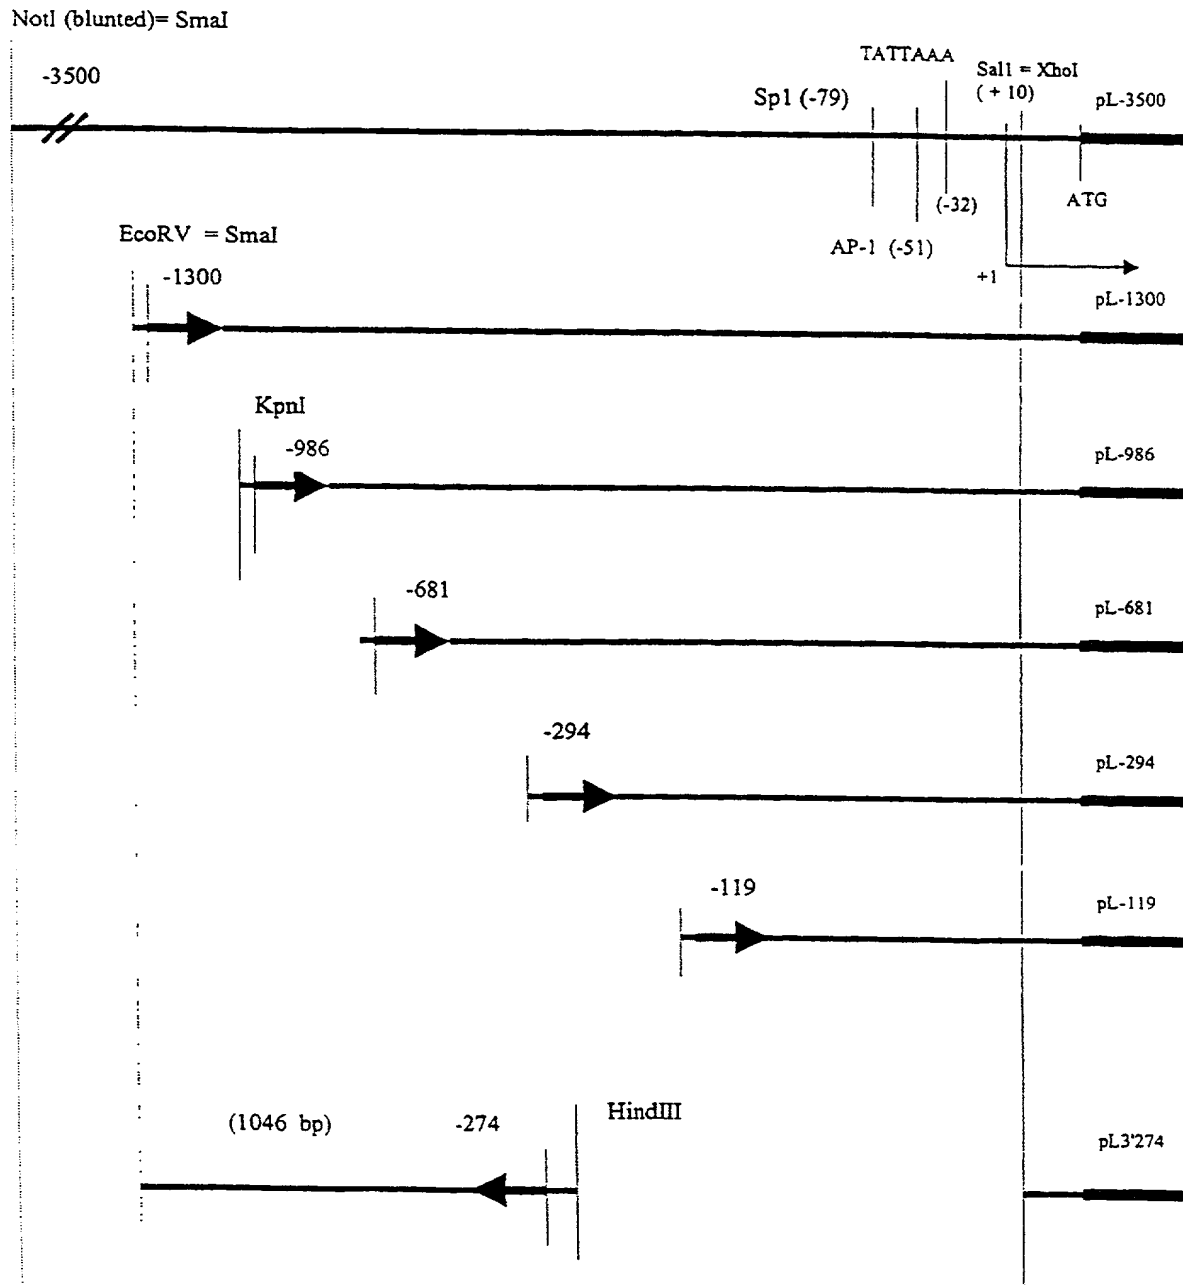 NotI (blunted)= SmaI
-3500
TATTAAA
Sp1 (-79)
Sal1 = XhoI
( + 10)
pL-3500
(-32)
ATG
AP-1 (-51)
+1
EcoRV = SmaI
-1300
pL-1300
KpnI
-986
pL-986
-681
pL-681
-294
pL-294
-119
pL-119
(1046 bp)
-274
HindIII
pL3'274